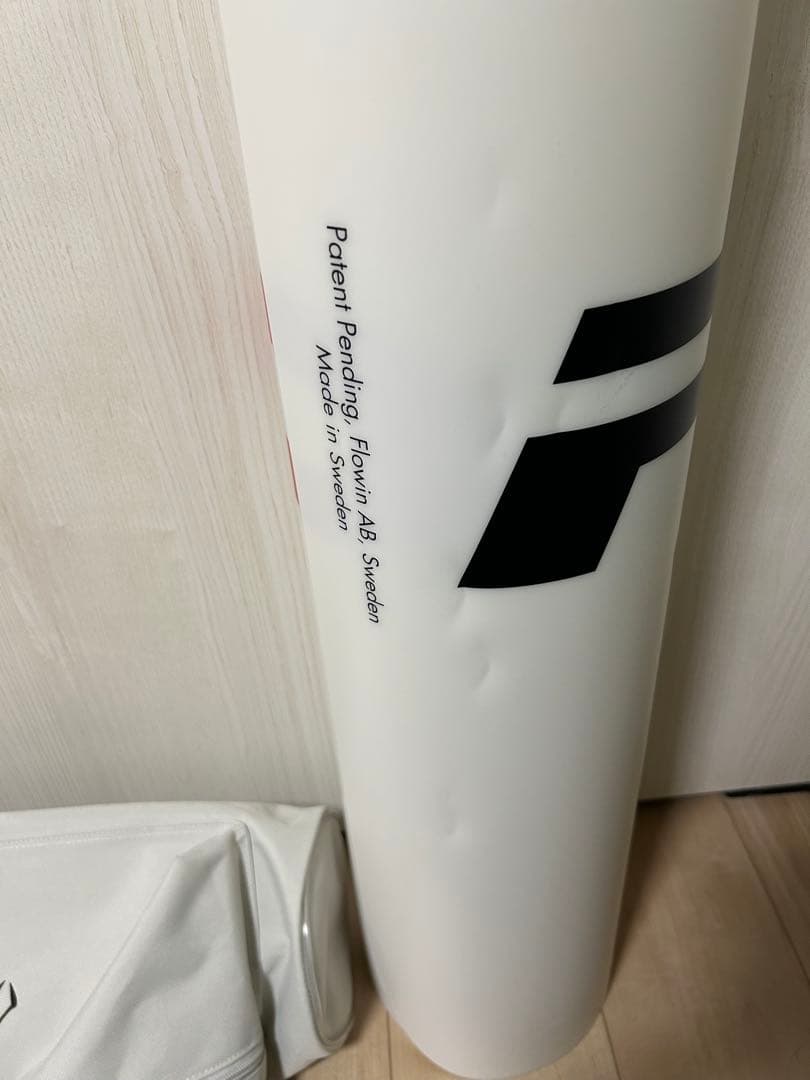 Patent Pending, Flowin AB, Sweden
Made in Sweden